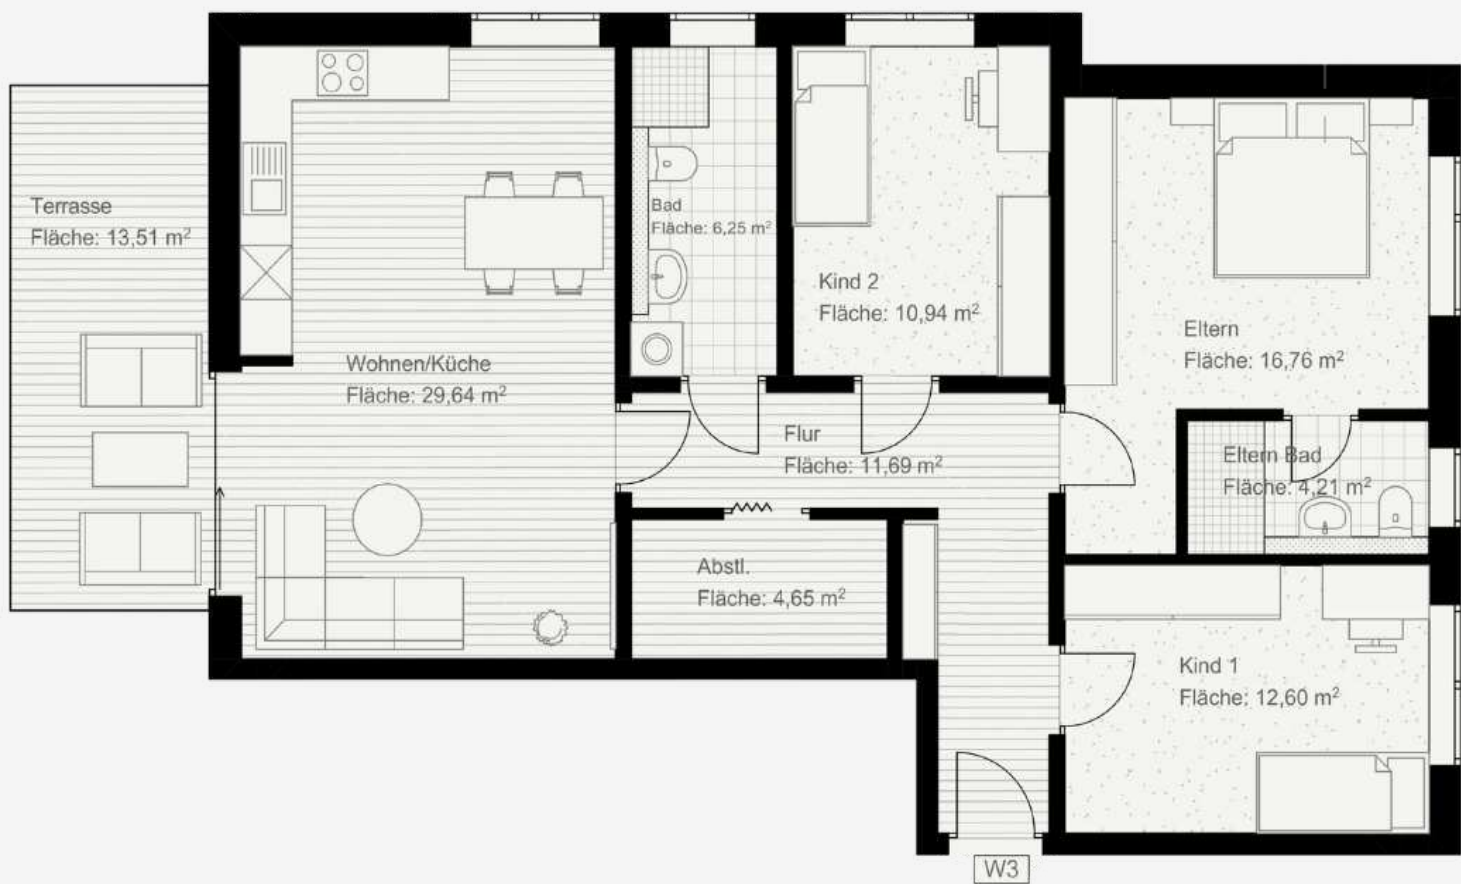 Terrasse
Fläche: 13,51 m²
Wohnen/Küche
Fläche: 29,64 m²
Bad
Fläche: 6,25 m²
Kind 2
Fläche: 10,94 m²
Eltern
Fläche: 16,76 m²
Flur
Fläche: 11,69 m²
Eltern Bad
Fläche: 4,21 m²
Abstl.
Fläche: 4,65 m²
Kind 1
Fläche: 12,60 m²
W3